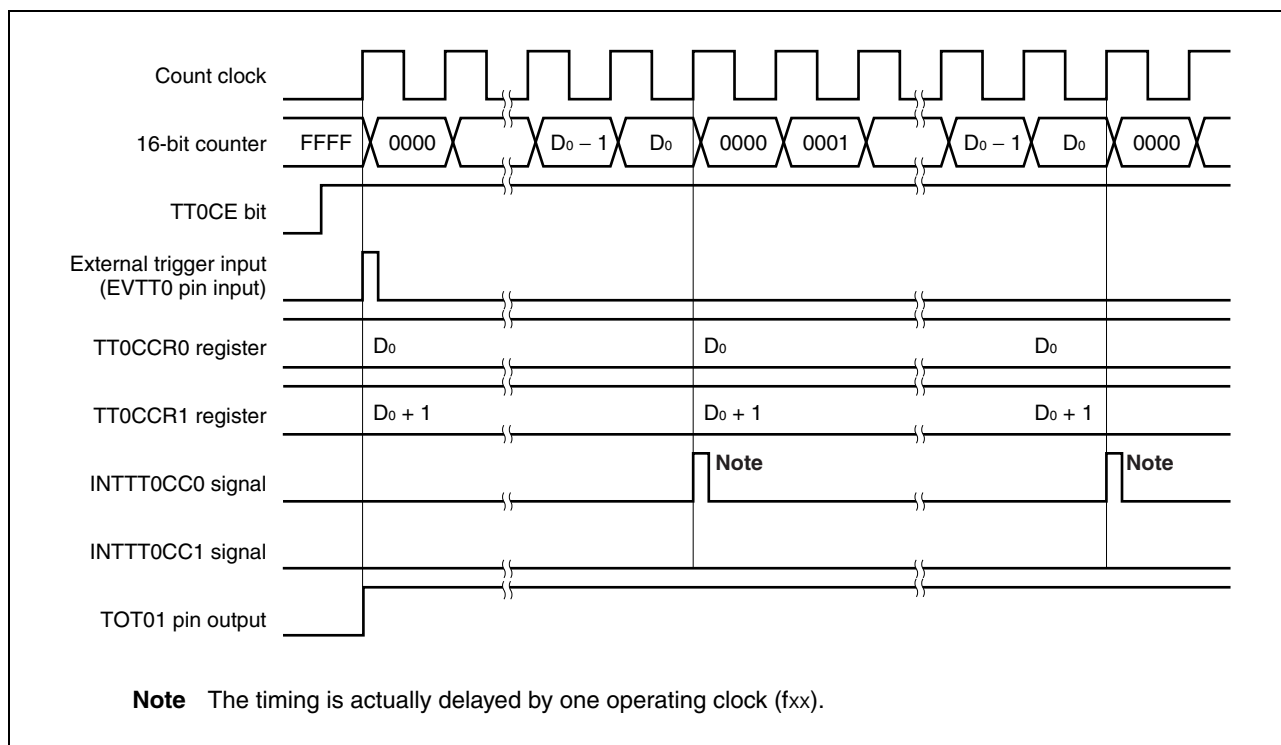 Count clock
16-bit counter FFFF 0000 D₀ − 1 D₀ 0000 0001 D₀ − 1 D₀ 0000
TT0CE bit
External trigger input
(EVTT0 pin input)
TT0CCR0 register D₀ D₀ D₀
TT0CCR1 register D₀ + 1 D₀ + 1 D₀ + 1
INTTT0CC0 signal Note Note
INTTT0CC1 signal
TOT01 pin output
Note The timing is actually delayed by one operating clock (fxx).